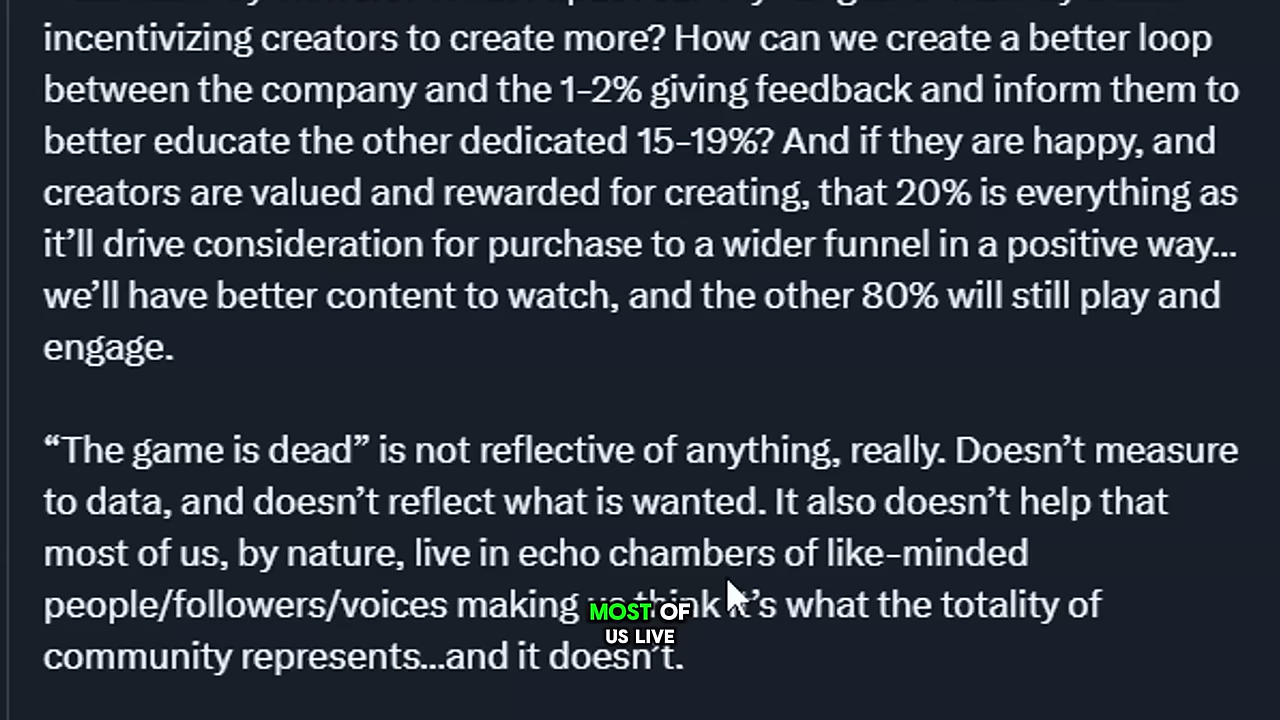 incentivizing creators to create more? How can we create a better loop
between the company and the 1-2% giving feedback and inform them to
better educate the other dedicated 15-19%? And if they are happy, and
creators are valued and rewarded for creating, that 20% is everything as
it’ll drive consideration for purchase to a wider funnel in a positive way...
we’ll have better content to watch, and the other 80% will still play and
engage.
“The game is dead” is not reflective of anything, really. Doesn’t measure
to data, and doesn’t reflect what is wanted. It also doesn’t help that
most of us, by nature, live in echo chambers of like-minded
people/followers/voices making us think it’s what the totality of
community represents...and it doesn’t.
MOST OF
US LIVE